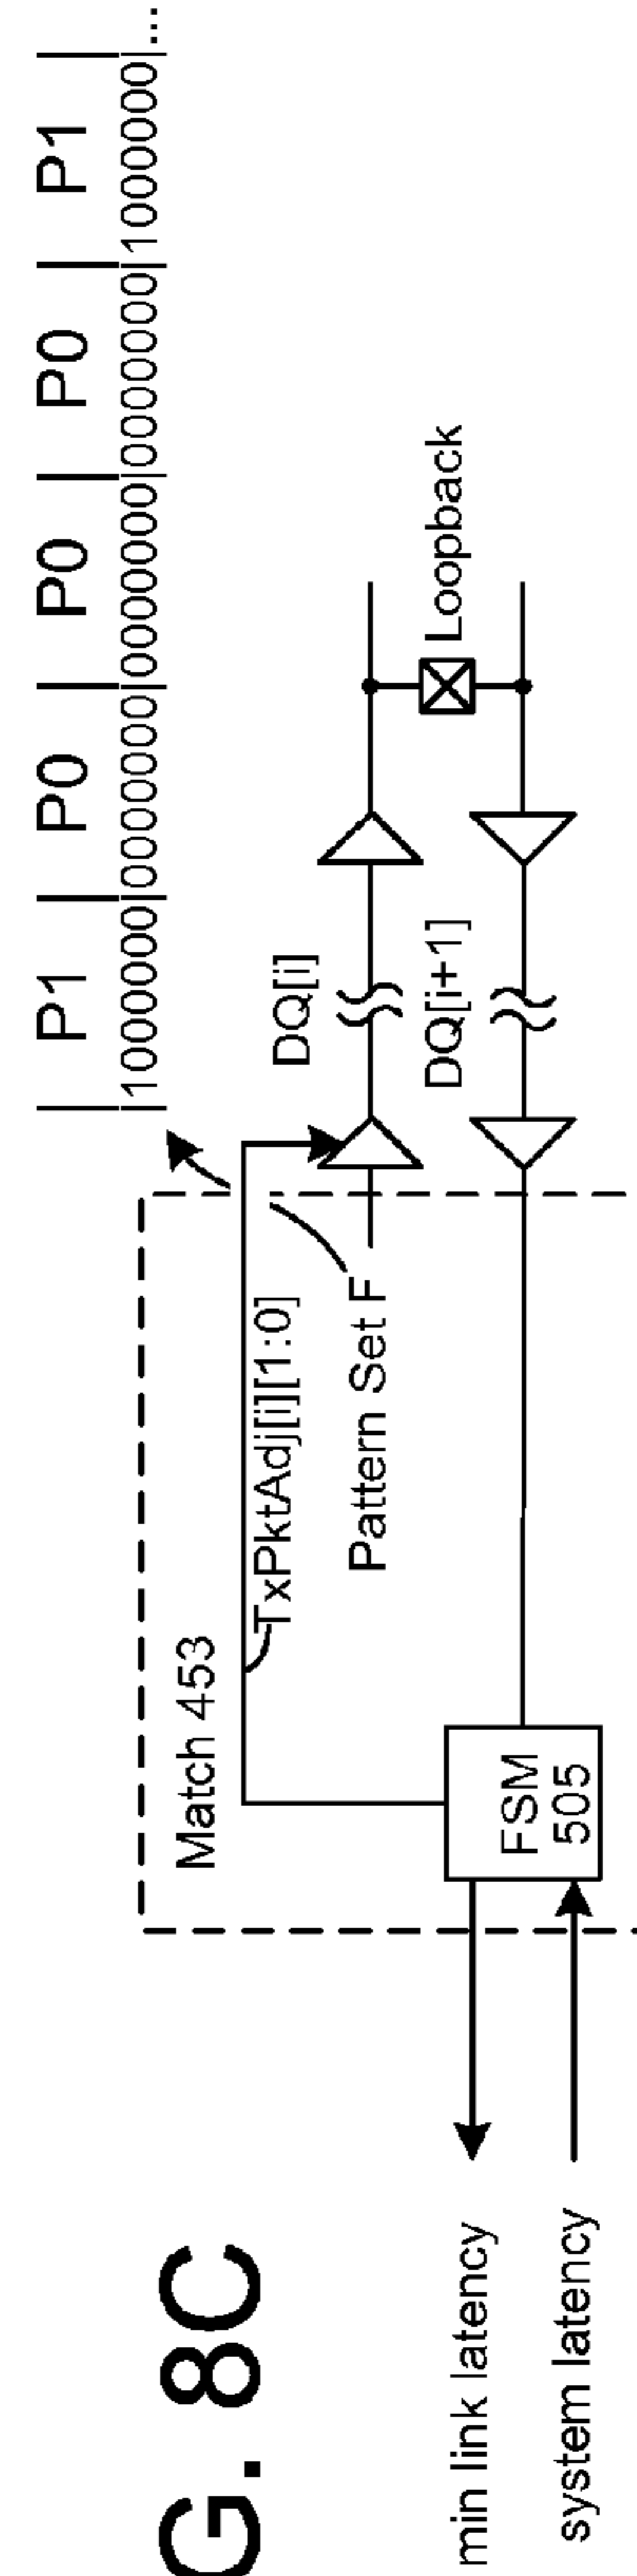 G. 8C
| P1 | P0 | P0 | P0 | P1 |
|1000000|0000000|0000000|0000000|1000000|...
Match 453
TxPktAdj[i][1:0]
DQ[i]
Pattern Set F
DQ[i+1]
Loopback
min link latency
FSM
505
system latency